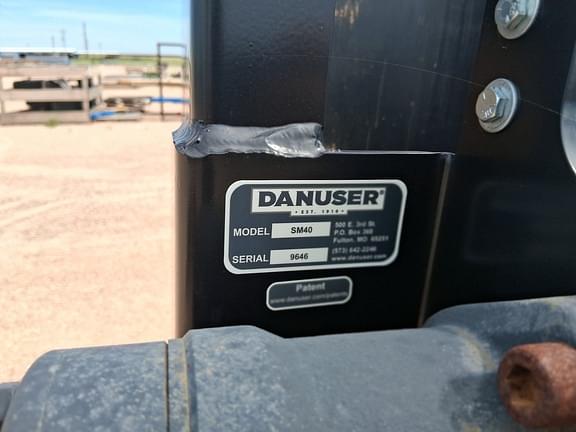 DANUSER®
• EST. 1910 •
MODEL SM40
500 E. 3rd St.
P.O. Box 368
Fulton, MO 65251
SERIAL 9646
(573) 642-2246
www.danuser.com
Patent
www.danuser.com/patents